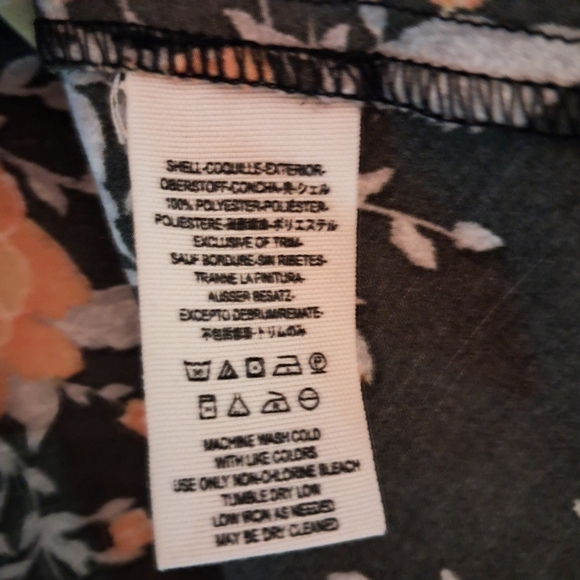 SHELL-COQUILLE-EXTERIOR-
OBERSTOFF-CONCHA-売-シェル
100% POLYESTER-POLIÉSTER-
POLIESTERE-聚酯纖維-ポリエステル
EXCLUSIVE OF TRIM-
SAUF BORDURE-SIN RIBETES-
TRANNE LA FINITURA-
AUSSER BESATZ-
EXCEPTO DEBRUM/REMATE-
不包括修邊-トリムのみ
MACHINE WASH COLD
WITH LIKE COLORS
USE ONLY NON-CHLORINE BLEACH
TUMBLE DRY LOW
LOW IRON AS NEEDED
MAY BE DRY CLEANED